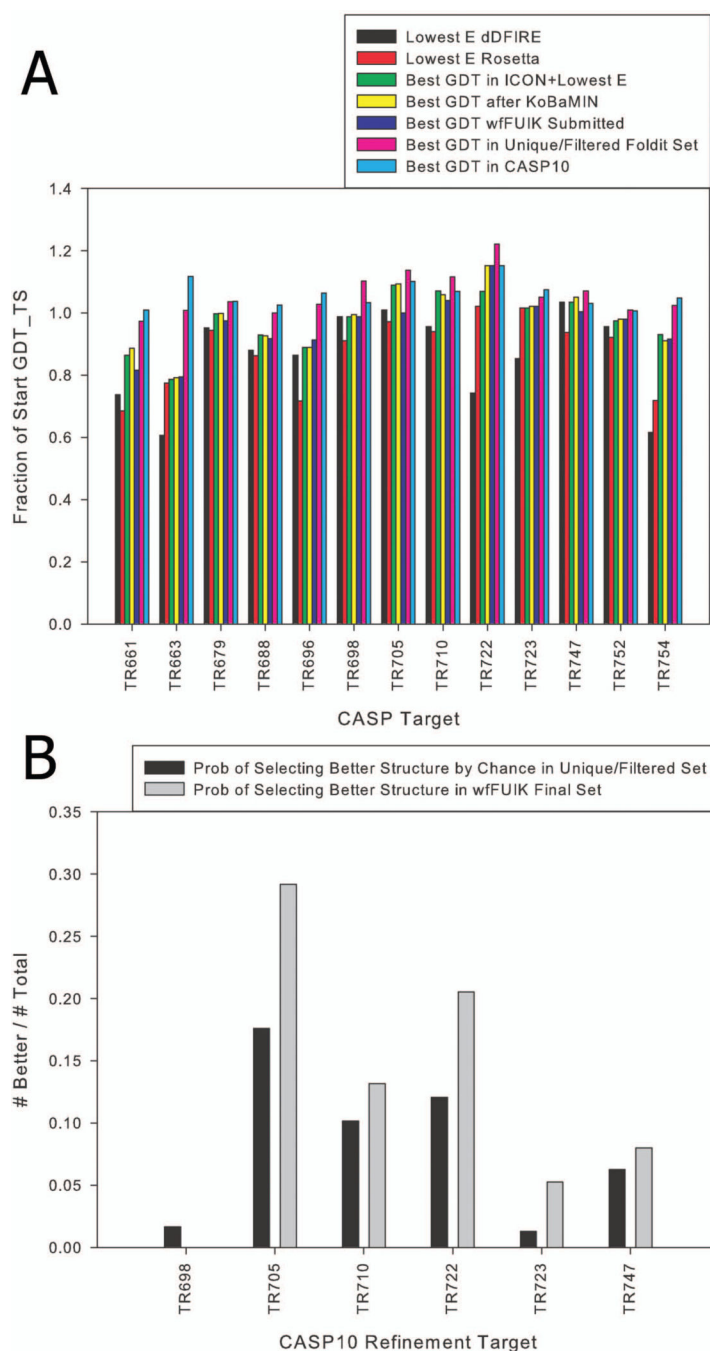 A
Lowest E dDFIRE
Lowest E Rosetta
Best GDT in ICON+Lowest E
Best GDT after KoBaMIN
Best GDT wfFUIK Submitted
Best GDT in Unique/Filtered Foldit Set
Best GDT in CASP10
Fraction of Start GDT_TS
1.4
1.2
1.0
0.8
0.6
0.4
0.2
0.0
TR661
TR663
TR679
TR688
TR696
TR698
TR705
TR710
TR722
TR723
TR747
TR752
TR754
CASP Target
B
Prob of Selecting Better Structure by Chance in Unique/Filtered Set
Prob of Selecting Better Structure in wfFUIK Final Set
# Better / # Total
0.35
0.30
0.25
0.20
0.15
0.10
0.05
0.00
TR698
TR705
TR710
TR722
TR723
TR747
CASP10 Refinement Target